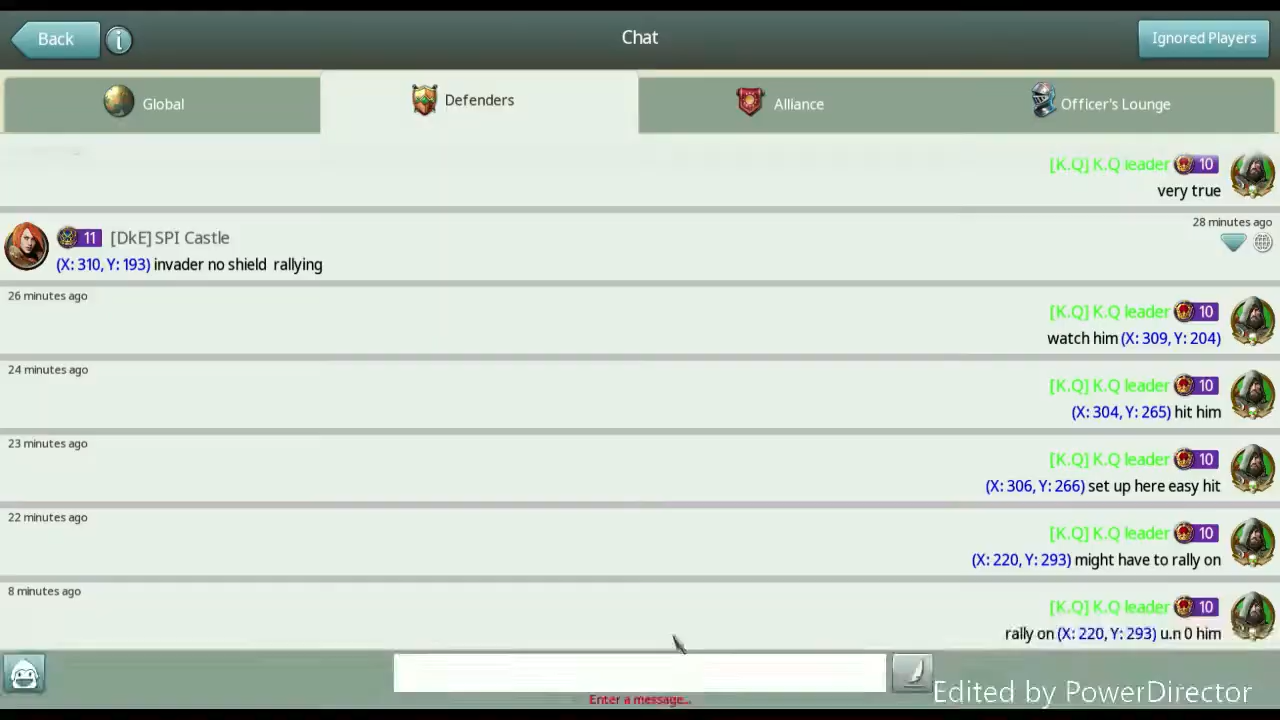 Back
Chat
Ignored Players
Global
Defenders
Alliance
Officer's Lounge
[K.Q] K.Q leader 10
very true
28 minutes ago
11 [DkE] SPI Castle
(X: 310, Y: 193) invader no shield rallying
26 minutes ago
[K.Q] K.Q leader 10
watch him (X: 309, Y: 204)
24 minutes ago
[K.Q] K.Q leader 10
(X: 304, Y: 265) hit him
23 minutes ago
[K.Q] K.Q leader 10
(X: 306, Y: 266) set up here easy hit
22 minutes ago
[K.Q] K.Q leader 10
(X: 220, Y: 293) might have to rally on
8 minutes ago
[K.Q] K.Q leader 10
rally on (X: 220, Y: 293) u.n 0 him
Enter a message...
Edited by PowerDirector